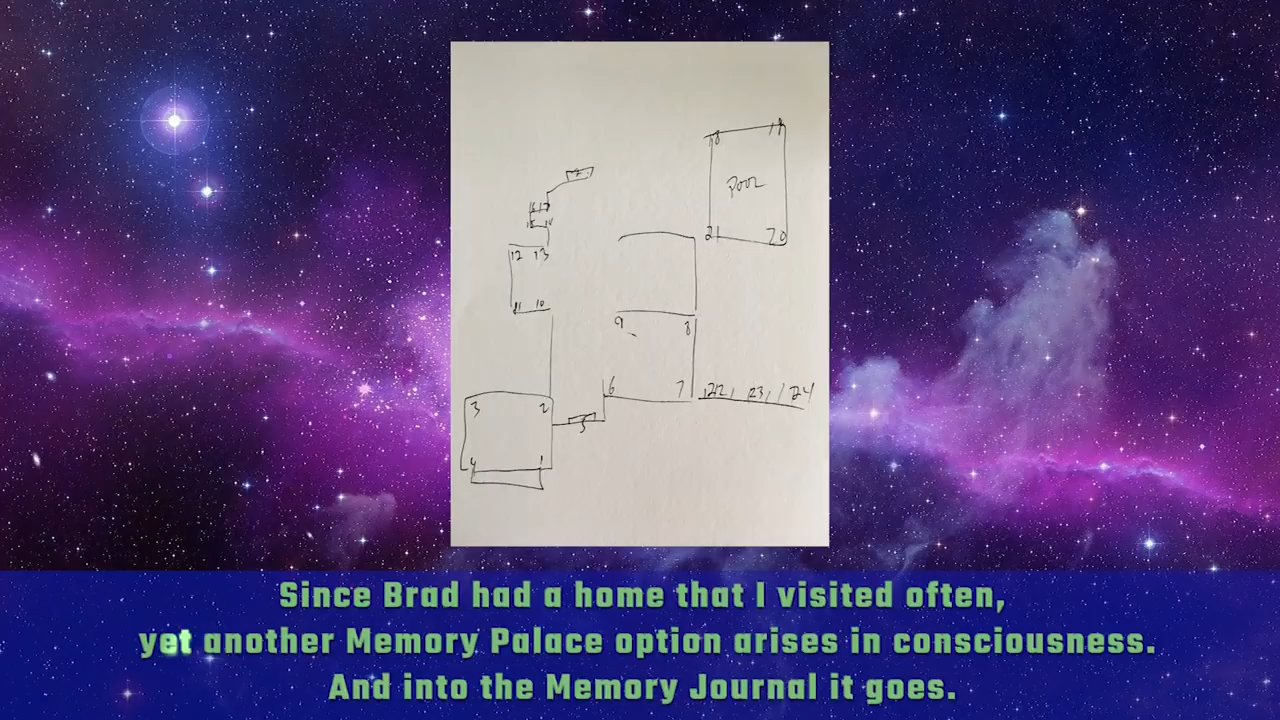 18 19
Pool
21 20
12 13
11 10
9 8
6 7
22 23 24
3 2
5
4 1
Since Brad had a home that I visited often,
yet another Memory Palace option arises in consciousness.
And into the Memory Journal it goes.